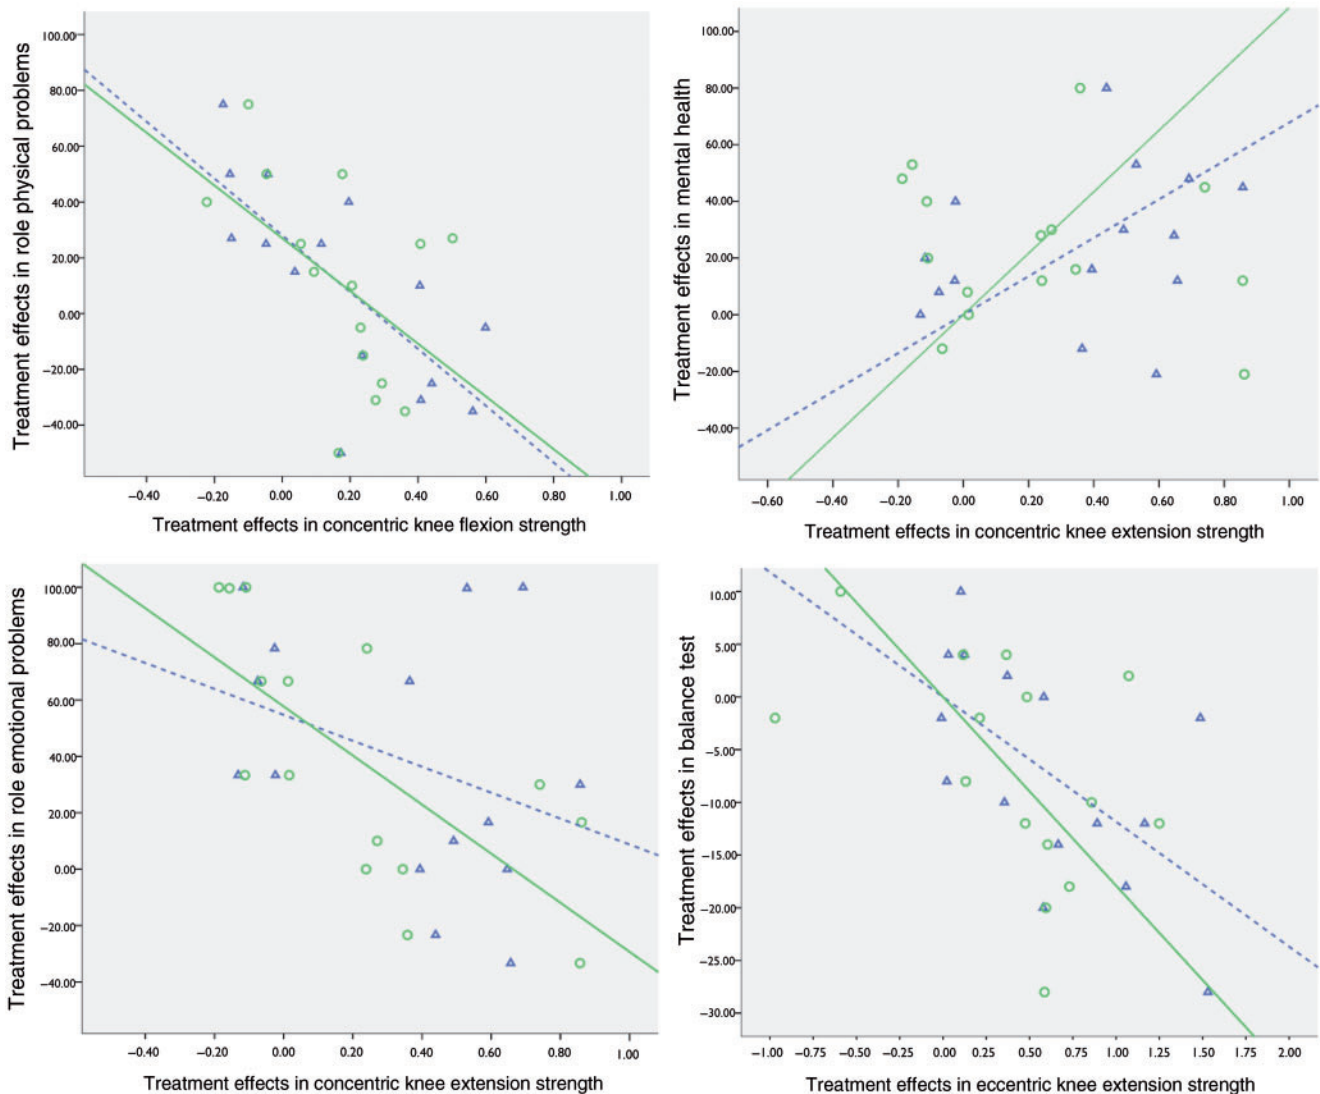 Treatment effects in role physical problems
100.00
80.00
60.00
40.00
20.00
0.00
−20.00
−40.00
−0.40 −0.20 0.00 0.20 0.40 0.60 0.80 1.00
Treatment effects in concentric knee flexion strength
Treatment effects in mental health
100.00
80.00
60.00
40.00
20.00
0.00
−20.00
−40.00
−0.60 −0.40 −0.20 0.00 0.20 0.40 0.60 0.80 1.00
Treatment effects in concentric knee extension strength
Treatment effects in role emotional problems
100.00
80.00
60.00
40.00
20.00
0.00
−20.00
−40.00
−0.40 −0.20 0.00 0.20 0.40 0.60 0.80 1.00
Treatment effects in concentric knee extension strength
Treatment effects in balance test
10.00
5.00
0.00
−5.00
−10.00
−15.00
−20.00
−25.00
−30.00
−1.00 −0.75 −0.50 −0.25 0.00 0.25 0.50 0.75 1.00 1.25 1.50 1.75 2.00
Treatment effects in eccentric knee extension strength